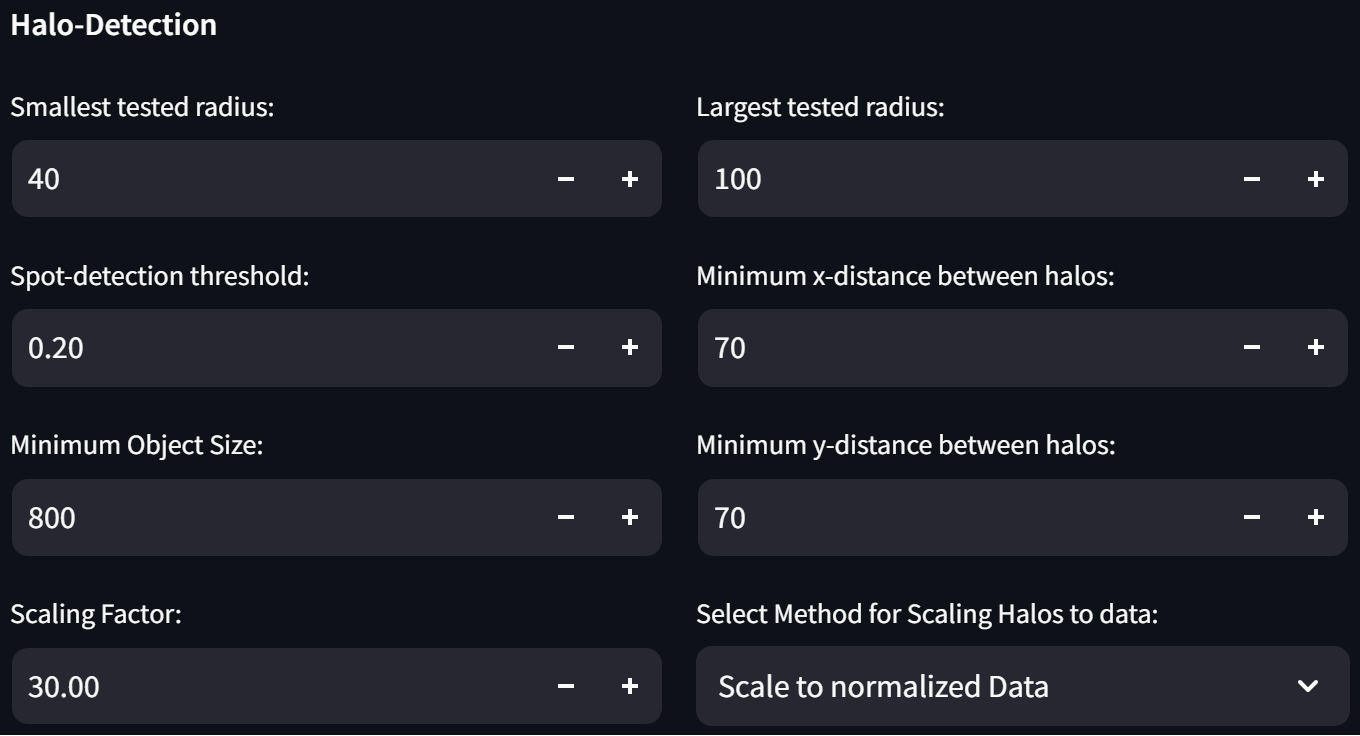 Halo-Detection
Smallest tested radius:
Largest tested radius:
40
100
Spot-detection threshold:
Minimum x-distance between halos:
0.20
70
Minimum Object Size:
Minimum y-distance between halos:
800
70
Scaling Factor:
Select Method for Scaling Halos to data:
30.00
Scale to normalized Data